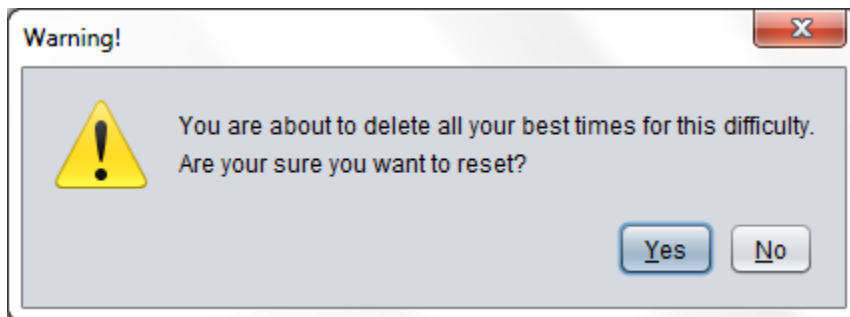 Warning!
You are about to delete all your best times for this difficulty.
Are your sure you want to reset?
Yes No